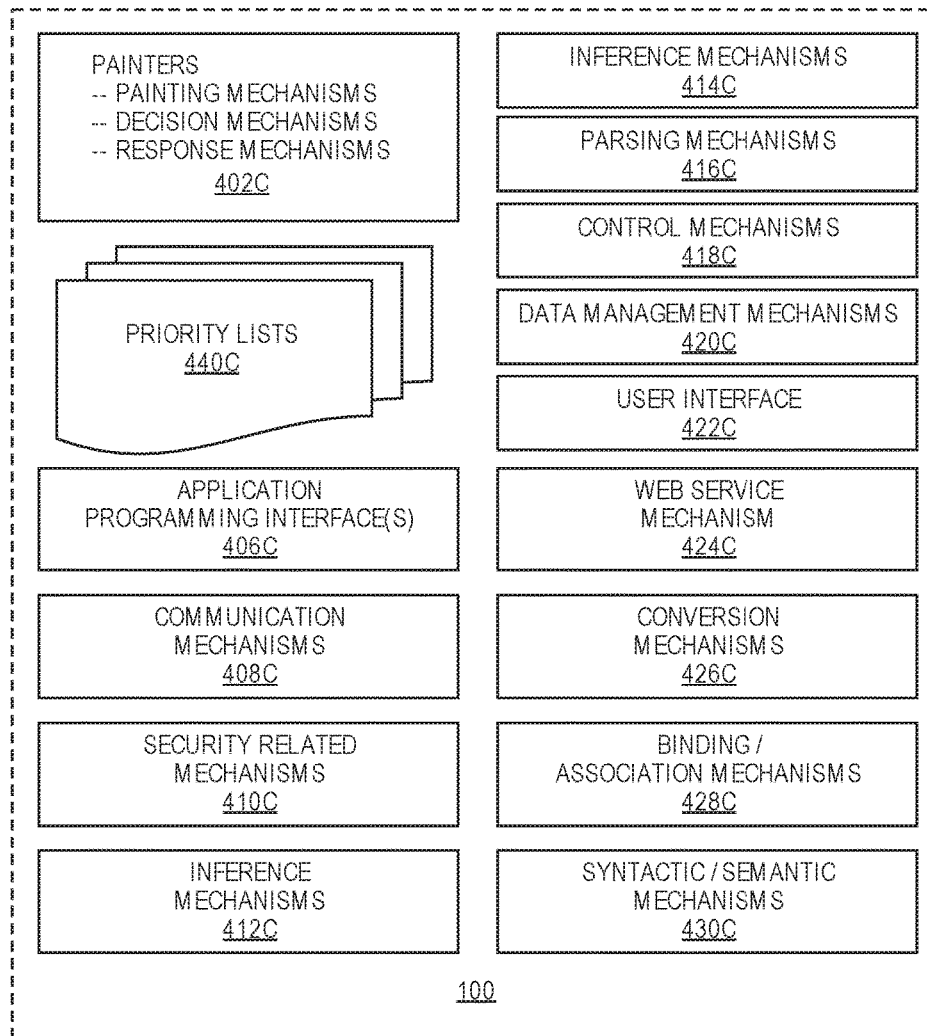 PAINTERS
-- PAINTING MECHANISMS
-- DECISION MECHANISMS
-- RESPONSE MECHANISMS
402C
PRIORITY LISTS
440C
APPLICATION
PROGRAMMING INTERFACE(S)
406C
COMMUNICATION
MECHANISMS
408C
SECURITY RELATED
MECHANISMS
410C
INFERENCE
MECHANISMS
412C
INFERENCE MECHANISMS
414C
PARSING MECHANISMS
416C
CONTROL MECHANISMS
418C
DATA MANAGEMENT MECHANISMS
420C
USER INTERFACE
422C
WEB SERVICE
MECHANISM
424C
CONVERSION
MECHANISMS
426C
BINDING /
ASSOCIATION MECHANISMS
428C
SYNTACTIC / SEMANTIC
MECHANISMS
430C
100